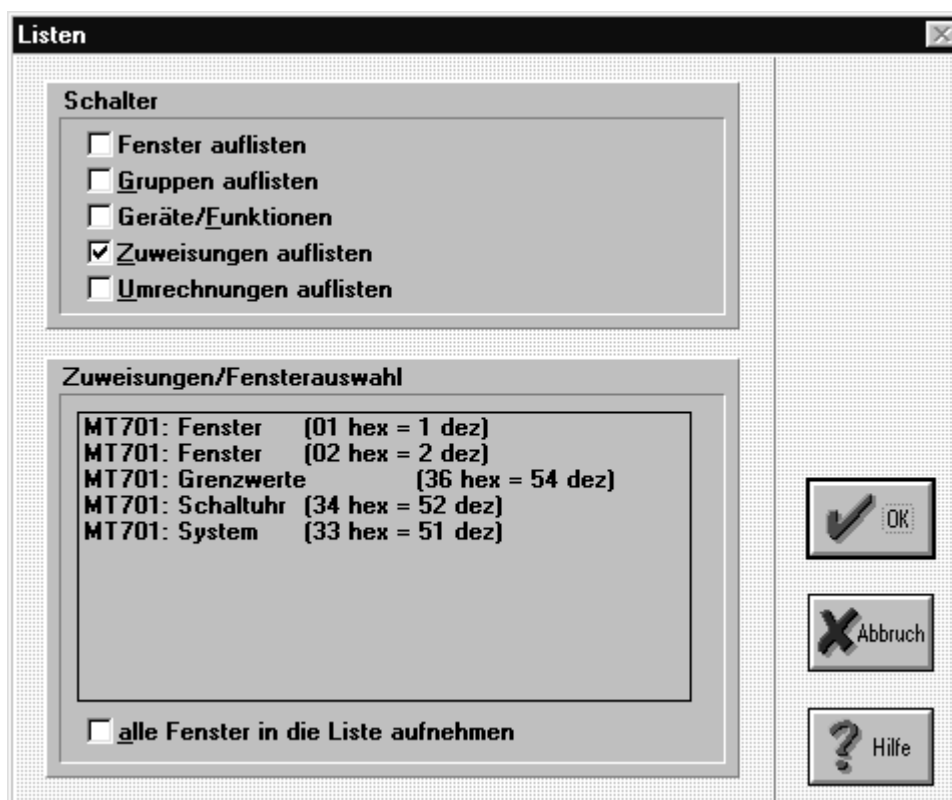 Listen
Schalter
Fenster auflisten
Gruppen auflisten
Geräte/Funktionen
Zuweisungen auflisten
Umrechnungen auflisten
Zuweisungen/Fensterauswahl
MT701: Fenster (01 hex = 1 dez)
MT701: Fenster (02 hex = 2 dez)
MT701: Grenzwerte (36 hex = 54 dez)
MT701: Schaltuhr (34 hex = 52 dez)
MT701: System (33 hex = 51 dez)
alle Fenster in die Liste aufnehmen
OK
Abbruch
Hilfe